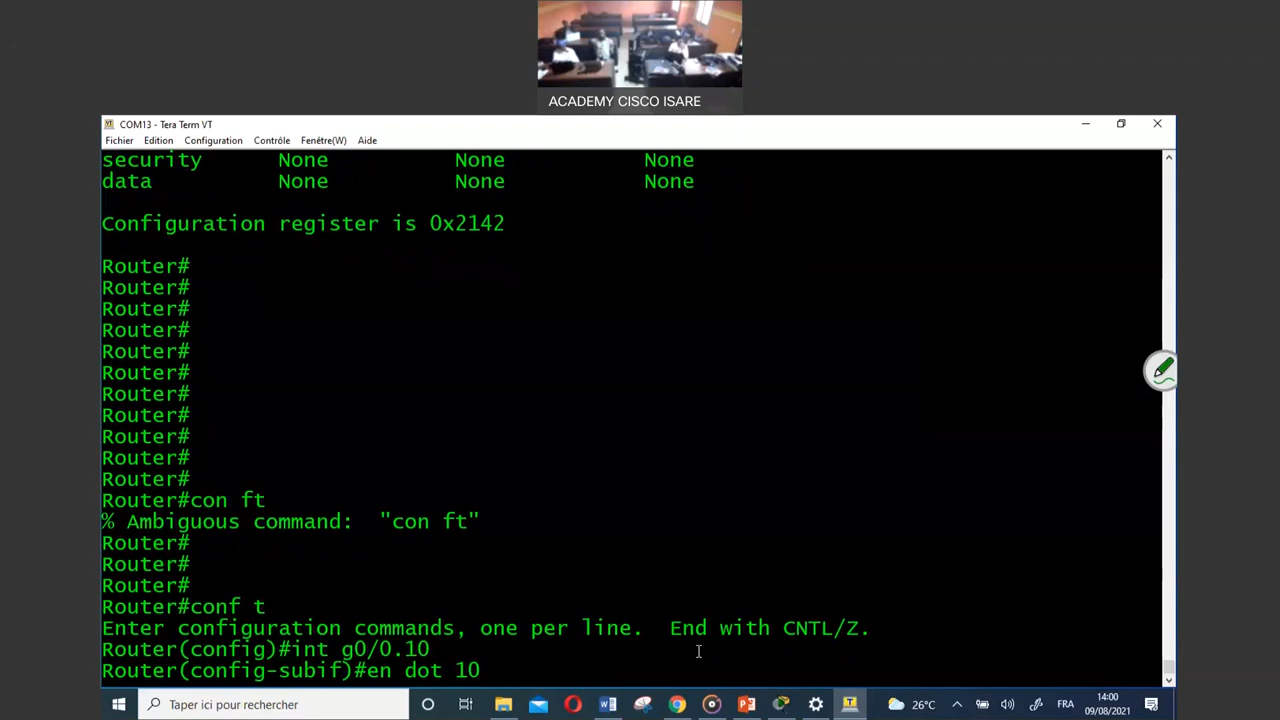 ACADEMY CISCO ISARE
COM13 - Tera Term VT
Fichier Edition Configuration Contrôle Fenêtre(W) Aide
security None None None
data None None None
Configuration register is 0x2142
Router#
Router#
Router#
Router#
Router#
Router#
Router#
Router#
Router#
Router#
Router#
Router#con ft
% Ambiguous command: "con ft"
Router#
Router#
Router#
Router#conf t
Enter configuration commands, one per line. End with CNTL/Z.
Router(config)#int g0/0.10
Router(config-subif)#en dot 10
Taper ici pour rechercher
26°C
FRA
14:00
09/08/2021